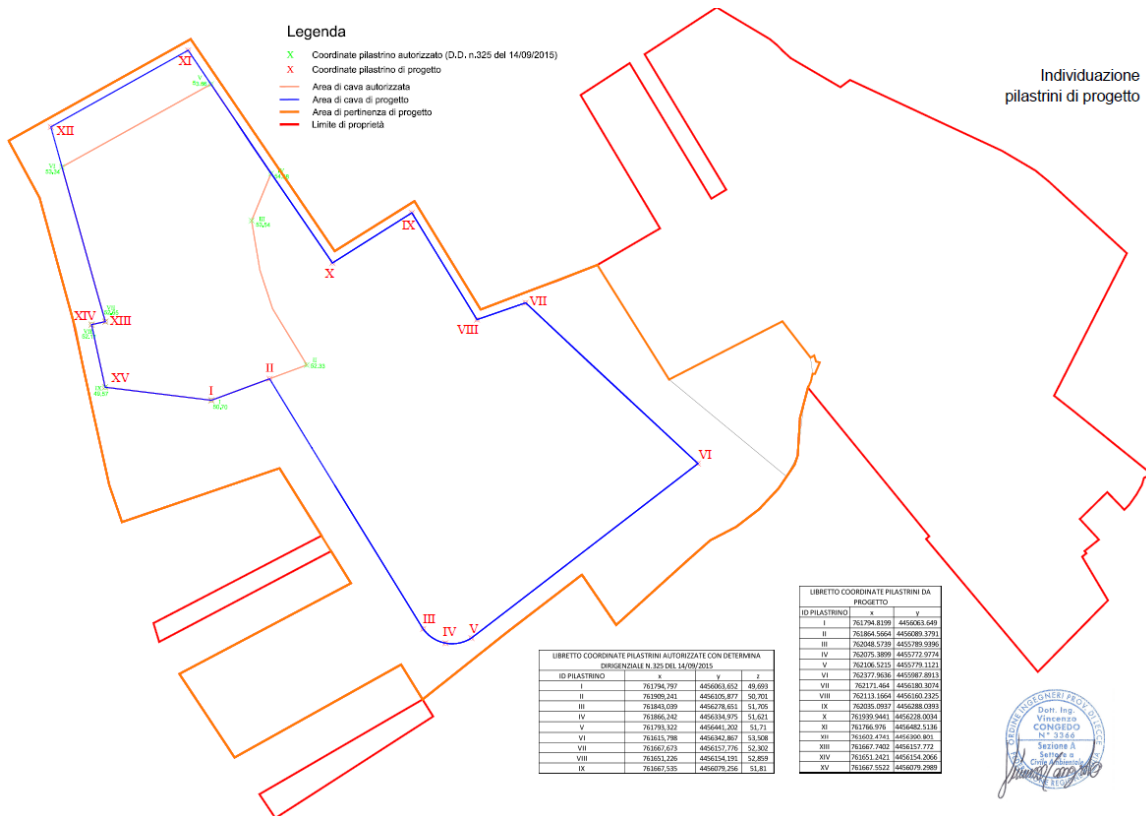 Legenda
X Coordinate pilastrino autorizzato (D.D. n.325 del 14/09/2015)
X Coordinate pilastrino di progetto
Area di cava autorizzata
Area di cava di progetto
Area di pertinenza di progetto
Limite di proprietà
Individuazione
pilastrini di progetto
XI
XII
IX
X
VII
VIII
XIV
XIII
XV
I
II
VI
III
IV
V
LIBRETTO COORDINATE PILASTRINI AUTORIZZATE CON DETERMINA
DIRIGENZIALE N.325 DEL 14/09/2015
ID PILASTRINO x y z
I 761794,797 4456063,652 49,693
II 761909,241 4456105,877 50,701
III 761843,039 4456278,651 51,705
IV 761866,242 4456334,975 51,621
V 761793,322 4456441,202 51,71
VI 761615,798 4456342,867 53,508
VII 761667,673 4456157,776 52,302
VIII 761651,226 4456154,191 52,859
IX 761667,535 4456079,256 51,81
LIBRETTO COORDINATE PILASTRINI DA
PROGETTO
ID PILASTRINO x y
I 761794.8199 4456063.649
II 761864.5664 4456089.3791
III 762048.5739 4455789.9396
IV 762075.3899 4455772.9774
V 762106.5215 4455779.1121
VI 762377.9636 4455987.8913
VII 762171.464 4456180.3074
VIII 762113.1664 4456160.2325
IX 762035.0937 4456288.0393
X 761939.9441 4456228.0034
XI 761766.976 4456482.5136
XII 761602.4741 4456390.801
XIII 761667.7402 4456157.772
XIV 761651.2421 4456154.2066
XV 761667.5522 4456079.2989
ORDINE INGEGNERI PROV. DI LECCE
Dott. Ing.
Vincenzo
CONGEDO
N° 3366
Sezione A
Settore a
Civile Ambientale